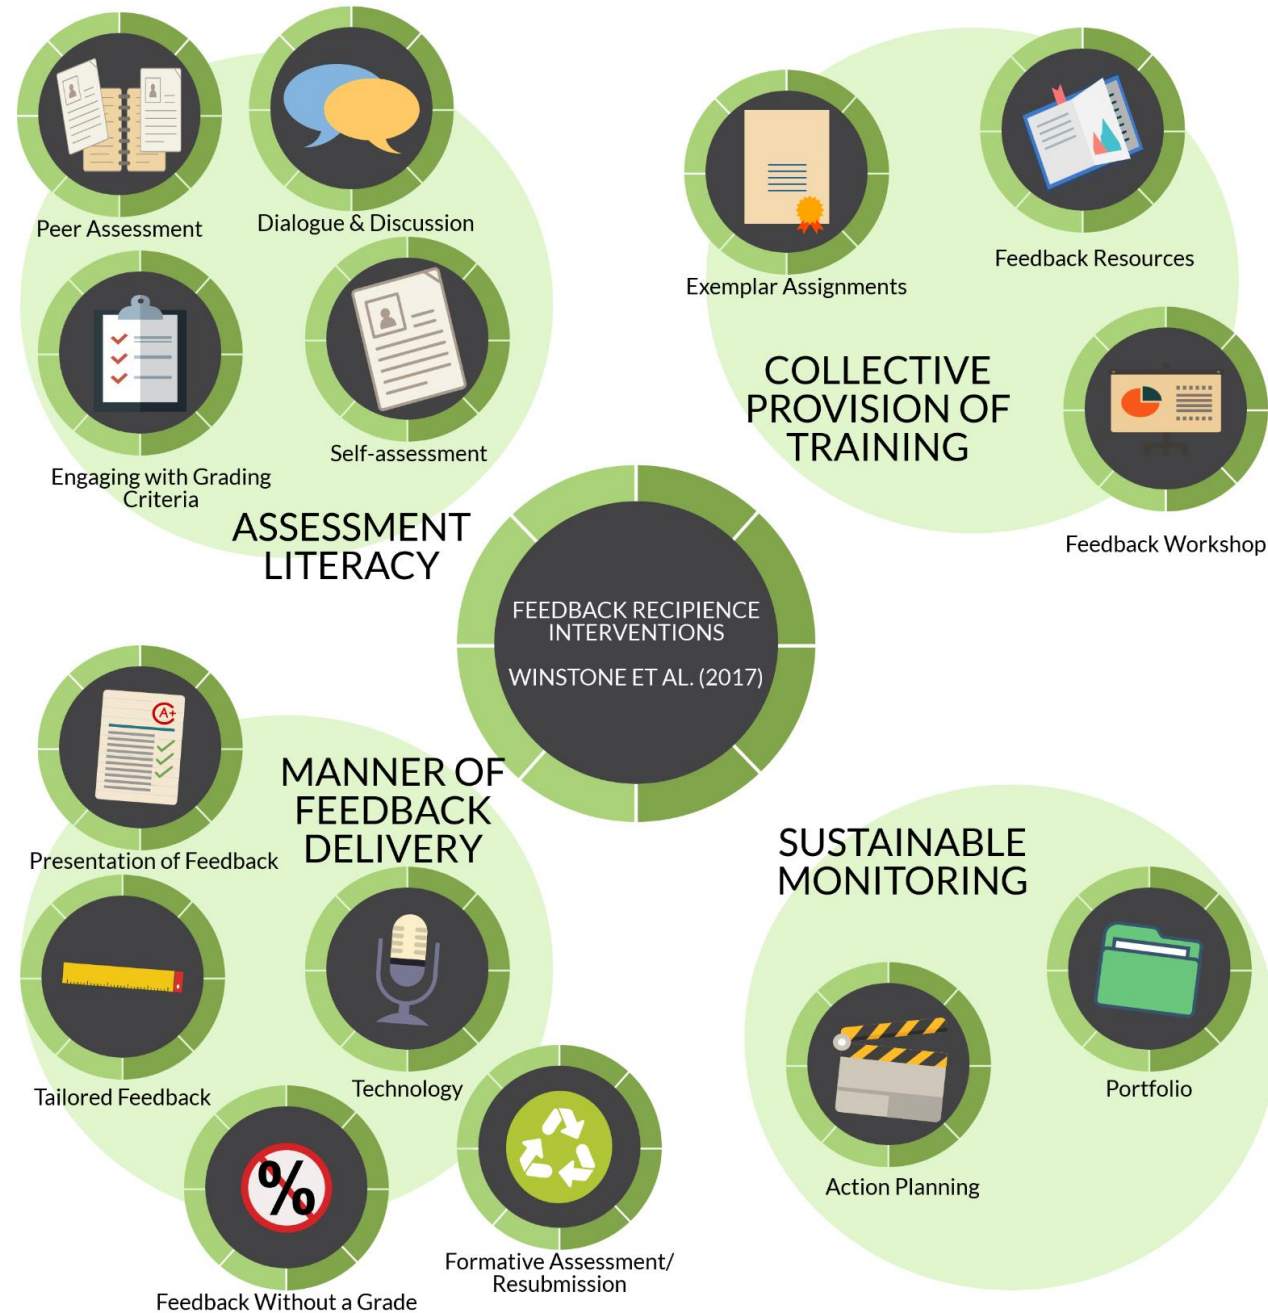 Peer Assessment
Dialogue & Discussion
Engaging with Grading
Criteria
Self-assessment
ASSESSMENT
LITERACY
Exemplar Assignments
Feedback Resources
COLLECTIVE
PROVISION OF
TRAINING
Feedback Workshop
FEEDBACK RECIPIENCE
INTERVENTIONS
WINSTONE ET AL. (2017)
A+
Presentation of Feedback
MANNER OF
FEEDBACK
DELIVERY
Tailored Feedback
Technology
%
Feedback Without a Grade
Formative Assessment/
Resubmission
SUSTAINABLE
MONITORING
Portfolio
Action Planning